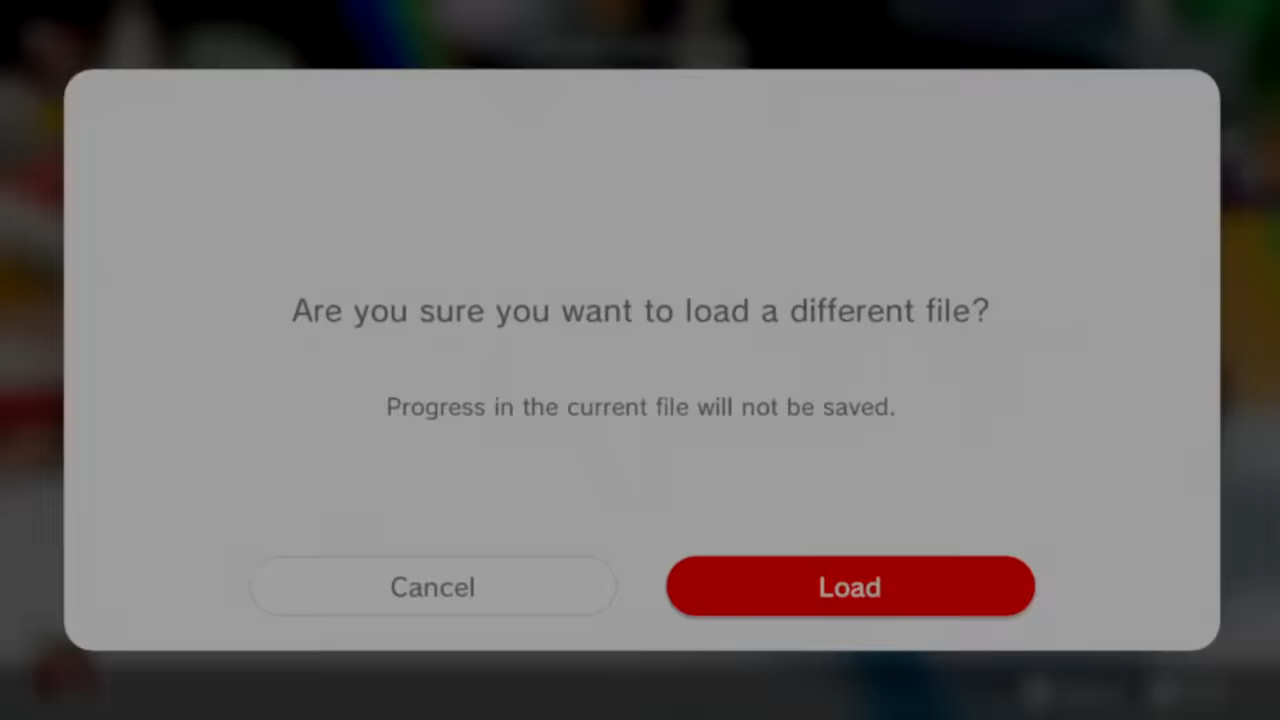 Are you sure you want to load a different file?
Progress in the current file will not be saved.
Cancel
Load